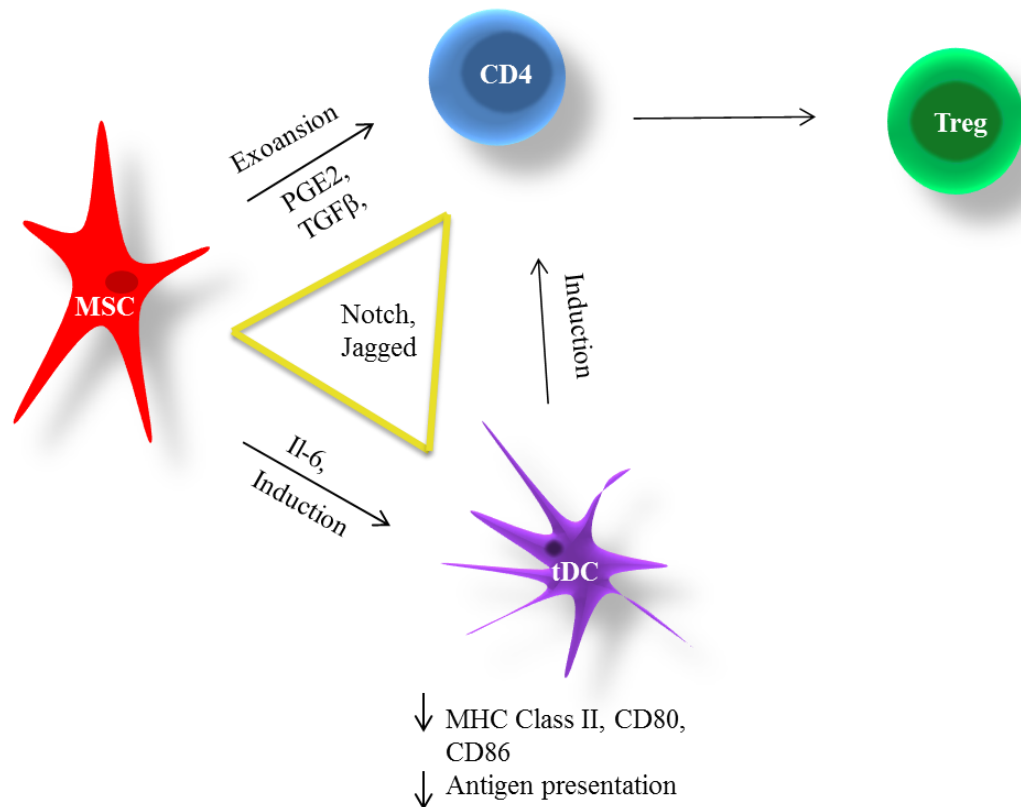 CD4
Treg
Exoansion
PGE2,
TGFβ,
MSC
Notch,
Jagged
Induction
Il-6,
Induction
tDC
↓ MHC Class II, CD80,
CD86
↓ Antigen presentation